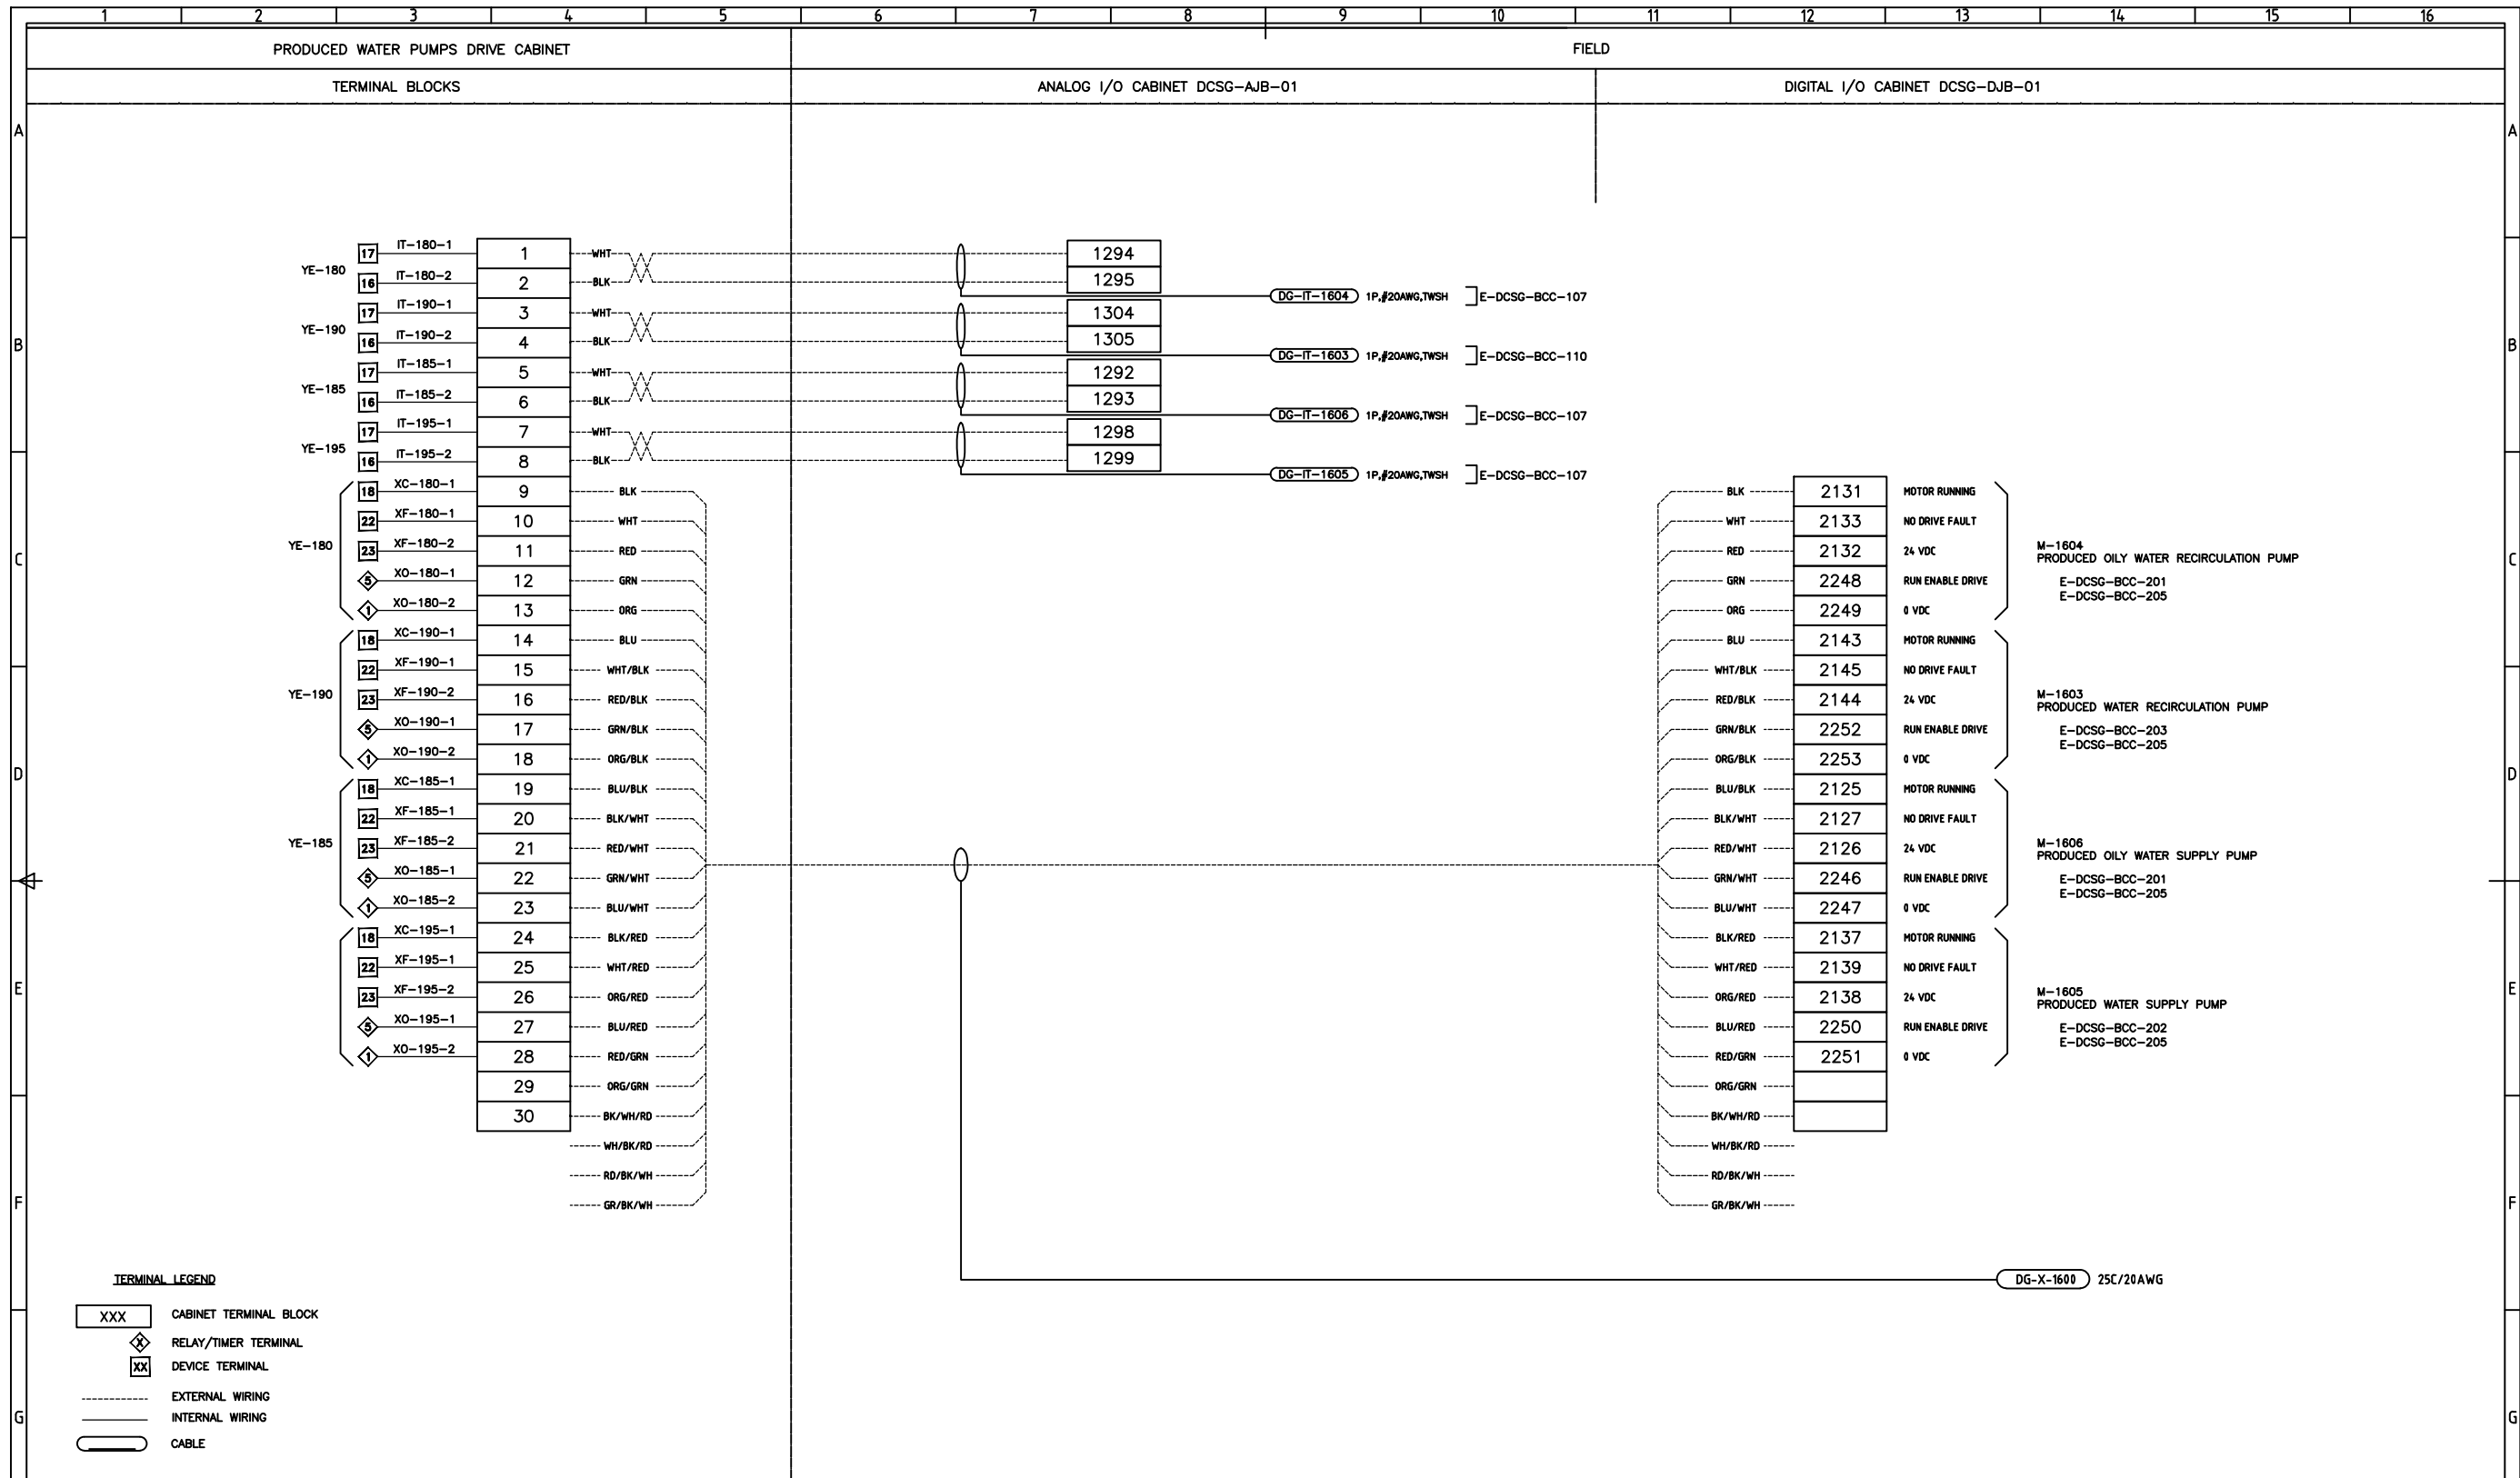 1 2 3 4 5 6 7 8 9 10 11 12 13 14 15 16
PRODUCED WATER PUMPS DRIVE CABINET FIELD
TERMINAL BLOCKS ANALOG I/O CABINET DCSG-AJB-01 DIGITAL I/O CABINET DCSG-DJB-01
A A
17 IT-180-1 1 WHT 1294
YE-180
16 IT-180-2 2 BLK 1295
DG-IT-1604 1P,#20AWG,TWSH E-DCSG-BCC-107
17 IT-190-1 3 WHT 1304
YE-190
B 16 IT-190-2 4 BLK 1305 B
DG-IT-1603 1P,#20AWG,TWSH E-DCSG-BCC-110
17 IT-185-1 5 WHT 1292
YE-185
16 IT-185-2 6 BLK 1293
DG-IT-1606 1P,#20AWG,TWSH E-DCSG-BCC-107
17 IT-195-1 7 WHT 1298
YE-195
16 IT-195-2 8 BLK 1299
DG-IT-1605 1P,#20AWG,TWSH E-DCSG-BCC-107
18 XC-180-1 9 BLK BLK 2131 MOTOR RUNNING
22 XF-180-1 10 WHT WHT 2133 NO DRIVE FAULT
YE-180 M-1604
23 XF-180-2 11 RED RED 2132 24 VDC
C PRODUCED OILY WATER RECIRCULATION PUMP C
5 XO-180-1 12 GRN GRN 2248 RUN ENABLE DRIVE E-DCSG-BCC-201
E-DCSG-BCC-205
1 XO-180-2 13 ORG ORG 2249 0 VDC
18 XC-190-1 14 BLU BLU 2143 MOTOR RUNNING
22 XF-190-1 15 WHT/BLK WHT/BLK 2145 NO DRIVE FAULT
YE-190 M-1603
23 XF-190-2 16 RED/BLK RED/BLK 2144 24 VDC
PRODUCED WATER RECIRCULATION PUMP
5 XO-190-1 17 GRN/BLK GRN/BLK 2252 RUN ENABLE DRIVE E-DCSG-BCC-203
E-DCSG-BCC-205
1 XO-190-2 18 ORG/BLK ORG/BLK 2253 0 VDC
D D
18 XC-185-1 19 BLU/BLK BLU/BLK 2125 MOTOR RUNNING
22 XF-185-1 20 BLK/WHT BLK/WHT 2127 NO DRIVE FAULT
YE-185 M-1606
23 XF-185-2 21 RED/WHT RED/WHT 2126 24 VDC
PRODUCED OILY WATER SUPPLY PUMP
5 XO-185-1 22 GRN/WHT GRN/WHT 2246 RUN ENABLE DRIVE E-DCSG-BCC-201
E-DCSG-BCC-205
1 XO-185-2 23 BLU/WHT BLU/WHT 2247 0 VDC
18 XC-195-1 24 BLK/RED BLK/RED 2137 MOTOR RUNNING
22 XF-195-1 25 WHT/RED WHT/RED 2139 NO DRIVE FAULT
E E
M-1605
23 XF-195-2 26 ORG/RED ORG/RED 2138 24 VDC
PRODUCED WATER SUPPLY PUMP
5 XO-195-1 27 BLU/RED BLU/RED 2250 RUN ENABLE DRIVE E-DCSG-BCC-202
E-DCSG-BCC-205
1 XO-195-2 28 RED/GRN RED/GRN 2251 0 VDC
29 ORG/GRN ORG/GRN
30 BK/WH/RD BK/WH/RD
WH/BK/RD WH/BK/RD
RD/BK/WH RD/BK/WH
F GR/BK/WH GR/BK/WH F
TERMINAL LEGEND
DG-X-1600 25C/20AWG
XXX CABINET TERMINAL BLOCK
X RELAY/TIMER TERMINAL
XX DEVICE TERMINAL
EXTERNAL WIRING
G INTERNAL WIRING G
CABLE